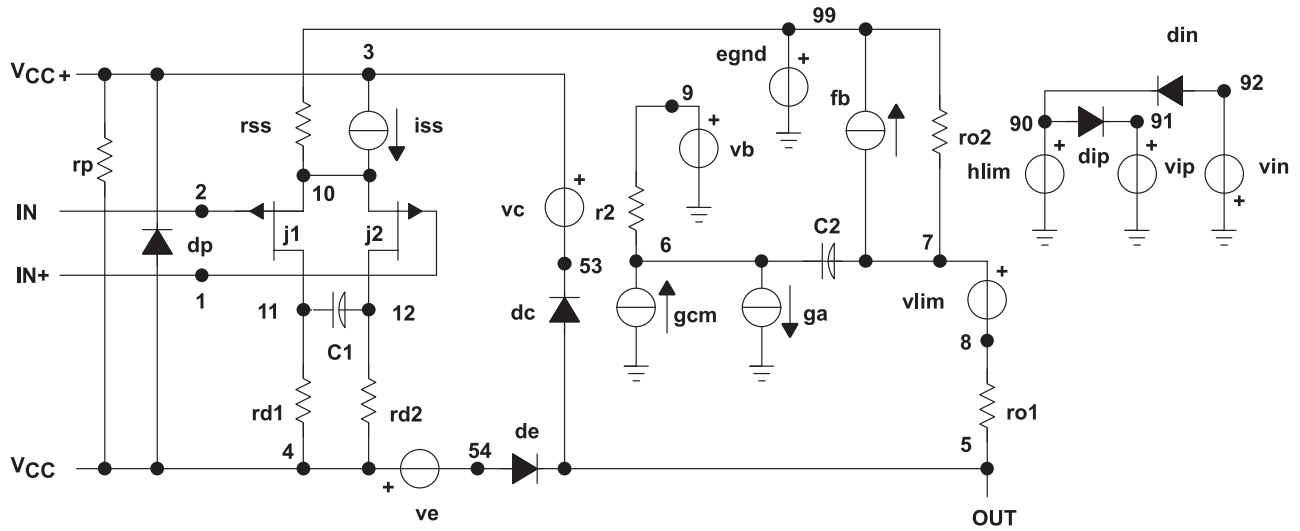 99
3
egnd
+
din
VCC+
92
9
+
fb
rss
iss
+
90
91
rp
vb
ro2
dip
+
+
2
10
+
hlim
vip
vin
IN
vc
r2
C2
+
j1
j2
dp
6
7
IN+
53
+
1
11
12
gcm
ga
vlim
dc
C1
8
rd1
rd2
ro1
de
5
VCC
4
54
+
ve
OUT